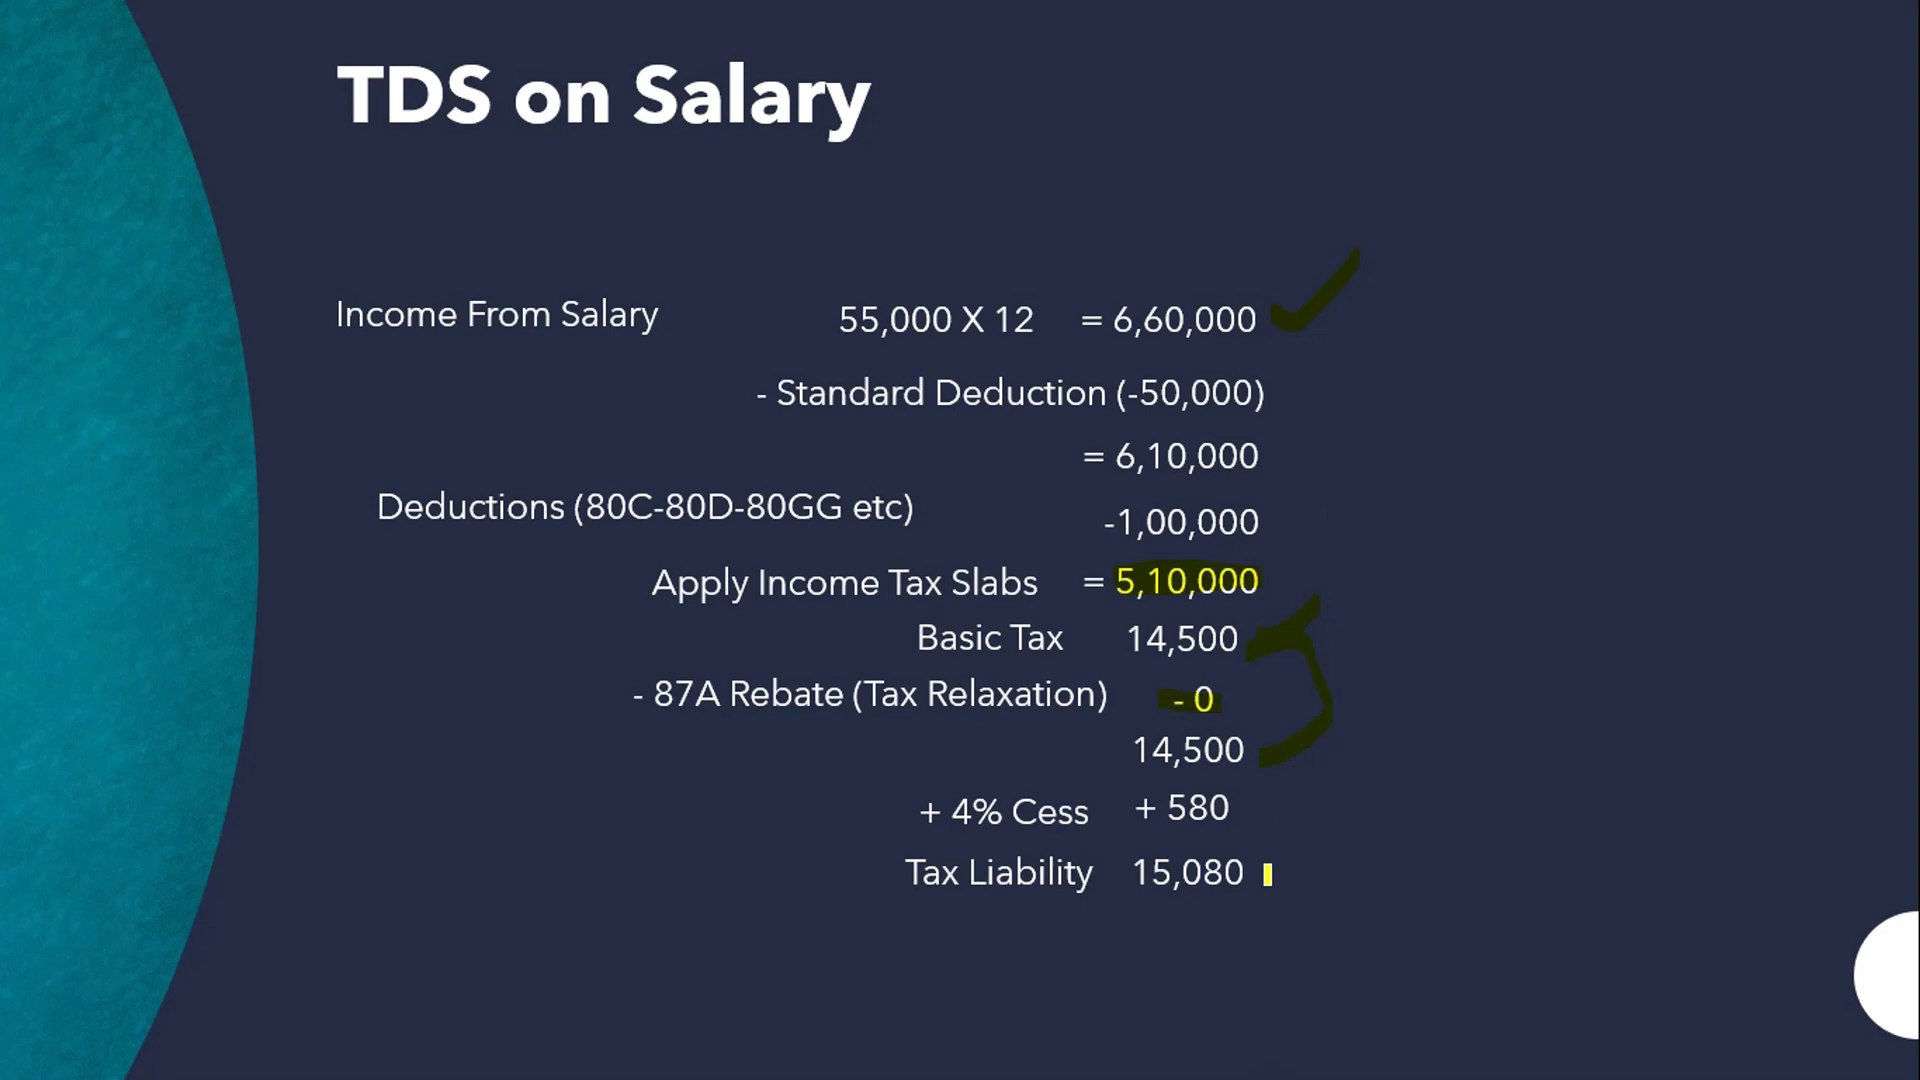 TDS on Salary
Income From Salary 55,000 X 12 = 6,60,000
- Standard Deduction (-50,000)
= 6,10,000
Deductions (80C-80D-80GG etc) -1,00,000
Apply Income Tax Slabs = 5,10,000
Basic Tax 14,500
- 87A Rebate (Tax Relaxation) - 0
14,500
+ 4% Cess + 580
Tax Liability 15,080